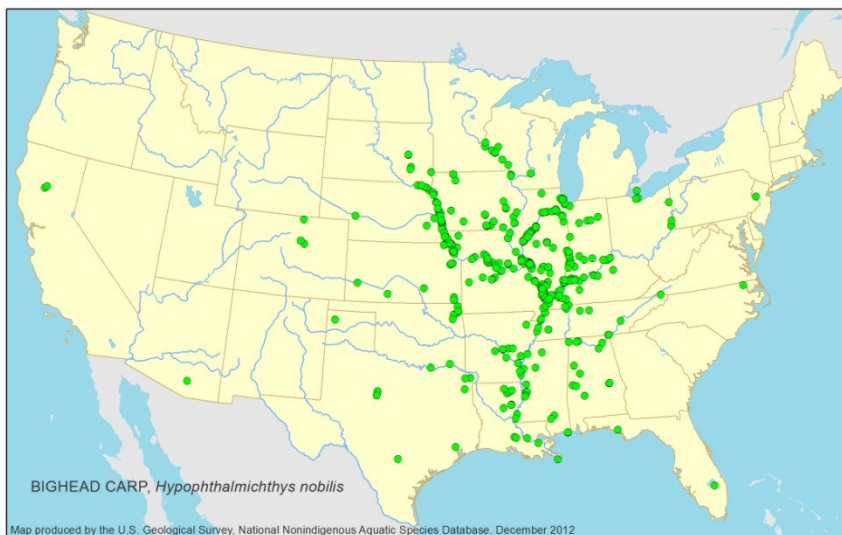 BIGHEAD CARP, Hypophthalmichthys nobilis
Map produced by the U.S. Geological Survey, National Nonindigenous Aquatic Species Database. December 2012